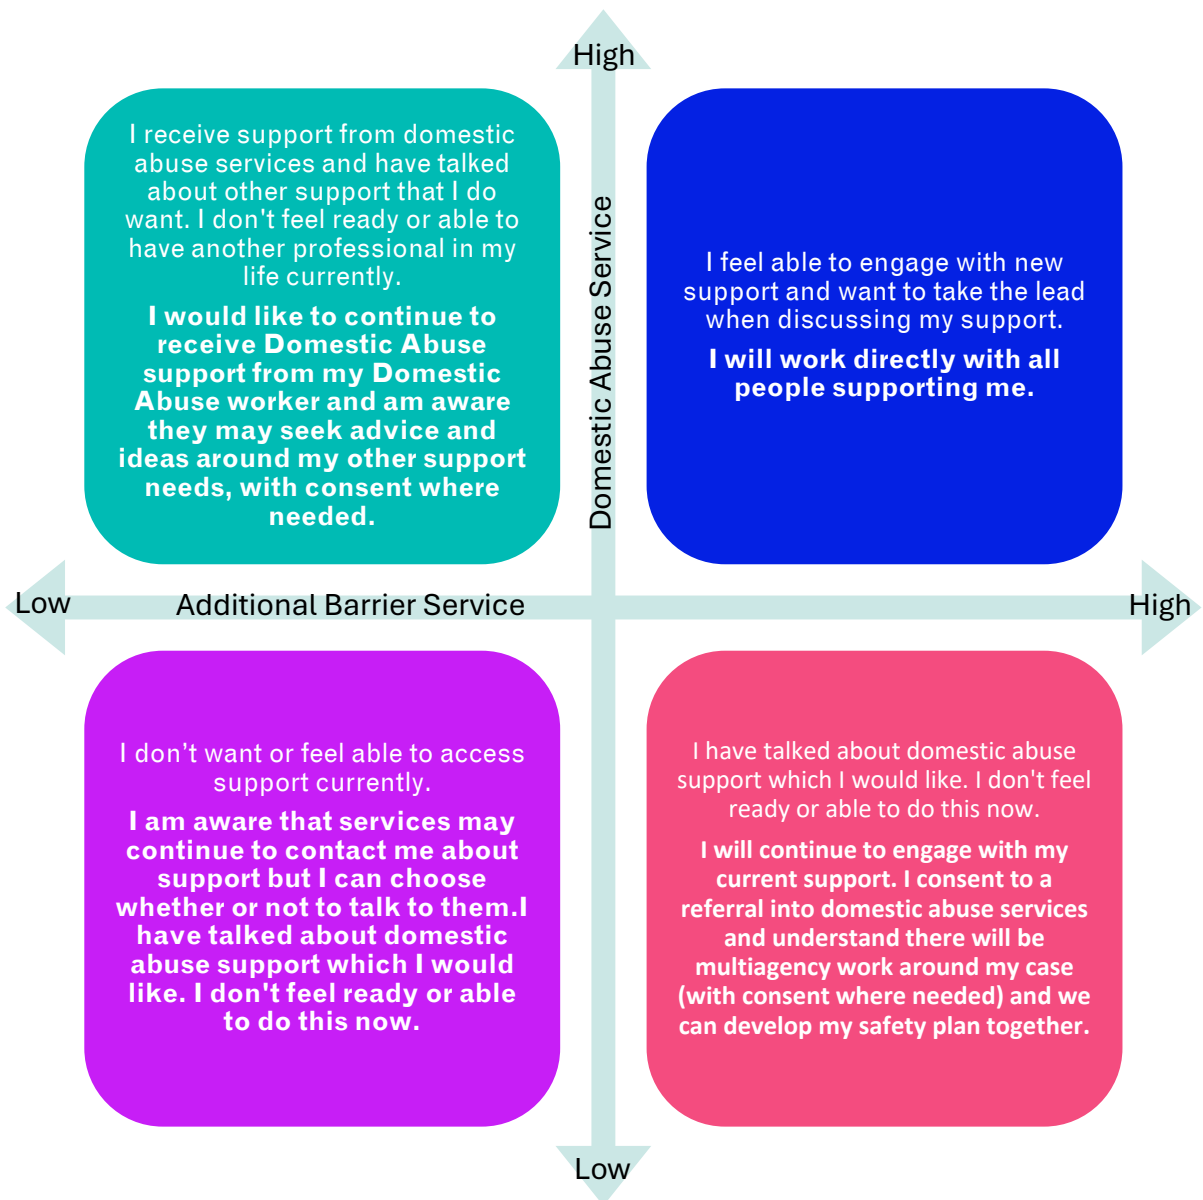 High
I receive support from domestic
abuse services and have talked
about other support that I do
want. I don't feel ready or able to
have another professional in my
life currently.
I would like to continue to
receive Domestic Abuse
support from my Domestic
Abuse worker and am aware
they may seek advice and
ideas around my other support
needs, with consent where
needed.
Domestic Abuse Service
I feel able to engage with new
support and want to take the lead
when discussing my support.
I will work directly with all
people supporting me.
Low
Additional Barrier Service
High
I don’t want or feel able to access
support currently.
I am aware that services may
continue to contact me about
support but I can choose
whether or not to talk to them.I
have talked about domestic
abuse support which I would
like. I don't feel ready or able
to do this now.
I have talked about domestic abuse
support which I would like. I don't feel
ready or able to do this now.
I will continue to engage with my
current support. I consent to a
referral into domestic abuse services
and understand there will be
multiagency work around my case
(with consent where needed) and we
can develop my safety plan together.
Low